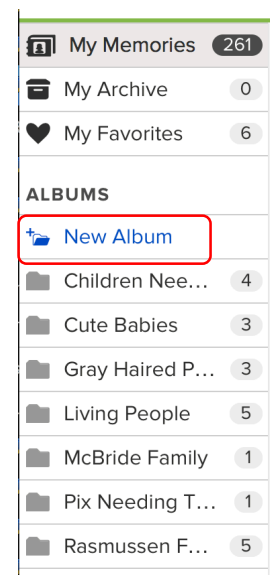 My Memories 261
My Archive 0
My Favorites 6
ALBUMS
New Album
Children Nee... 4
Cute Babies 3
Gray Haired P... 3
Living People 5
McBride Family 1
Pix Needing T... 1
Rasmussen F... 5